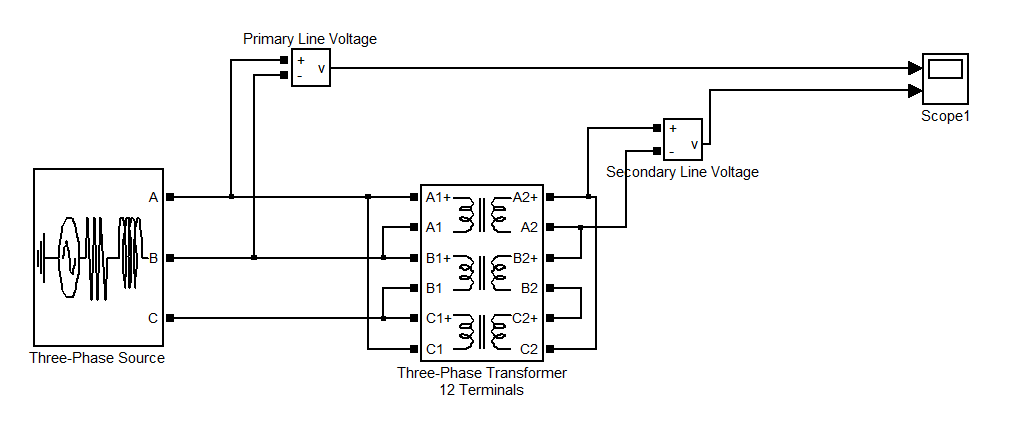 Primary Line Voltage
+
-
v
Scope1
+
-
v
Secondary Line Voltage
A
B
C
Three-Phase Source
A1+ A2+
A1 A2
B1+ B2+
B1 B2
C1+ C2+
C1 C2
Three-Phase Transformer
12 Terminals